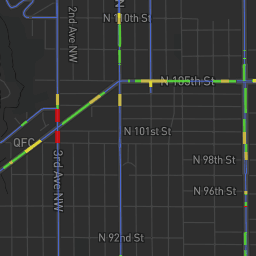 2nd Ave NW
N
N 110th St
N 105th St
N 101st St
QFC
N 98th St
3rd Ave NW
N 96th St
N 92nd St